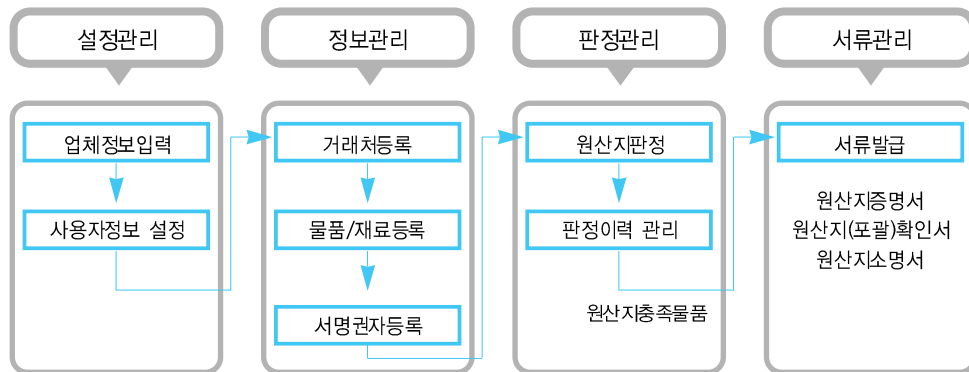 설정관리
정보관리
판정관리
서류관리
업체정보입력
사용자정보 설정
거래처등록
물품/재료등록
서명권자등록
원산지판정
판정이력 관리
원산지충족물품
서류발급
원산지증명서
원산지(포괄)확인서
원산지소명서